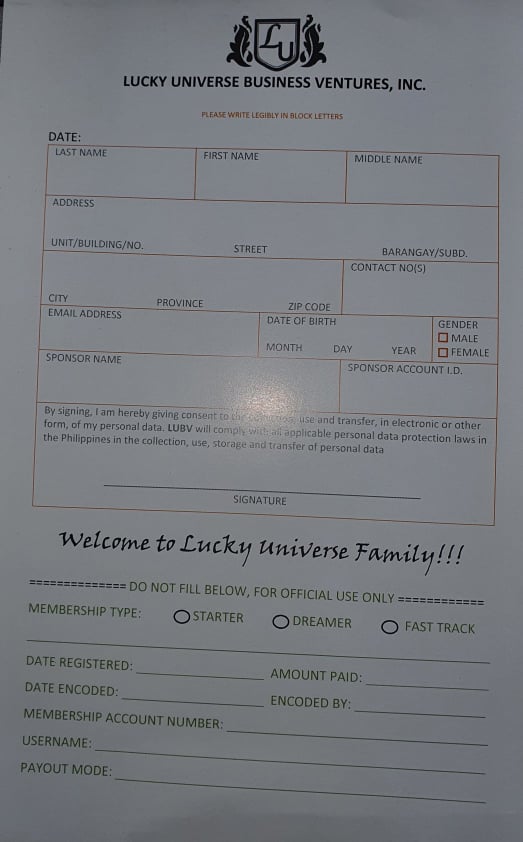 LU
LUCKY UNIVERSE BUSINESS VENTURES, INC.
PLEASE WRITE LEGIBLY IN BLOCK LETTERS
DATE:
LAST NAME FIRST NAME MIDDLE NAME
ADDRESS
UNIT/BUILDING/NO. STREET BARANGAY/SUBD.
CONTACT NO(S)
CITY PROVINCE ZIP CODE
EMAIL ADDRESS DATE OF BIRTH GENDER
MALE
MONTH DAY YEAR FEMALE
SPONSOR NAME SPONSOR ACCOUNT I.D.
By signing, I am hereby giving consent to the use and transfer, in electronic or other
form, of my personal data. LUBV will comply with all applicable personal data protection laws in
the Philippines in the collection, use, storage and transfer of personal data
SIGNATURE
Welcome to Lucky Universe Family!!!
============== DO NOT FILL BELOW, FOR OFFICIAL USE ONLY ============
MEMBERSHIP TYPE: STARTER DREAMER FAST TRACK
DATE REGISTERED: AMOUNT PAID:
DATE ENCODED: ENCODED BY:
MEMBERSHIP ACCOUNT NUMBER:
USERNAME:
PAYOUT MODE: